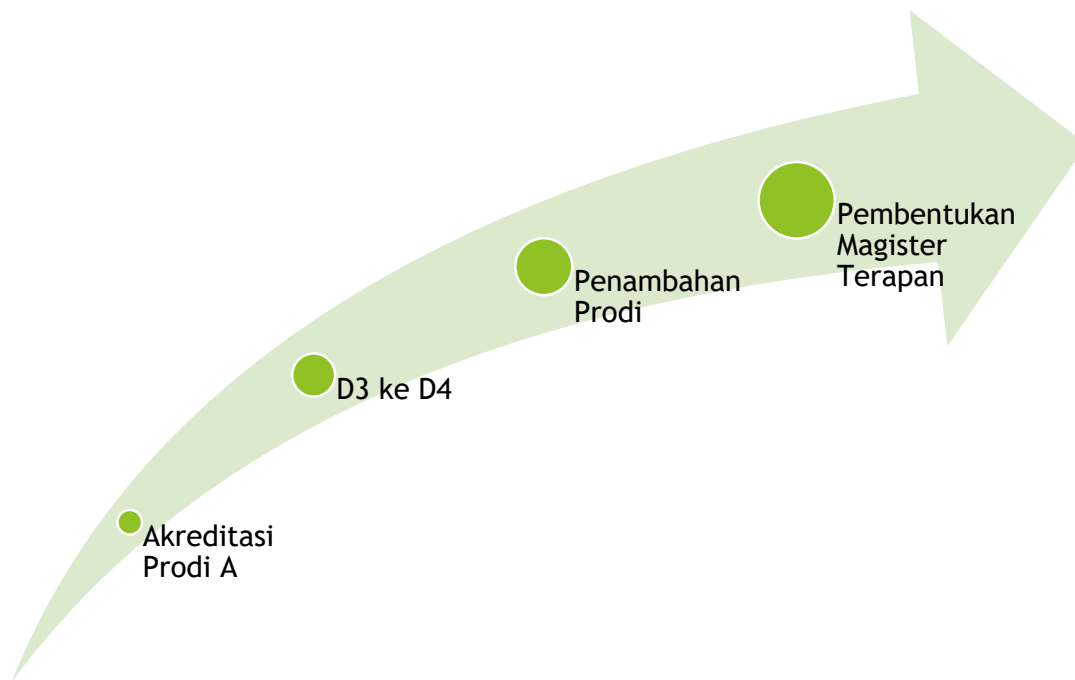 Akreditasi
Prodi A
D3 ke D4
Penambahan
Prodi
Pembentukan
Magister
Terapan